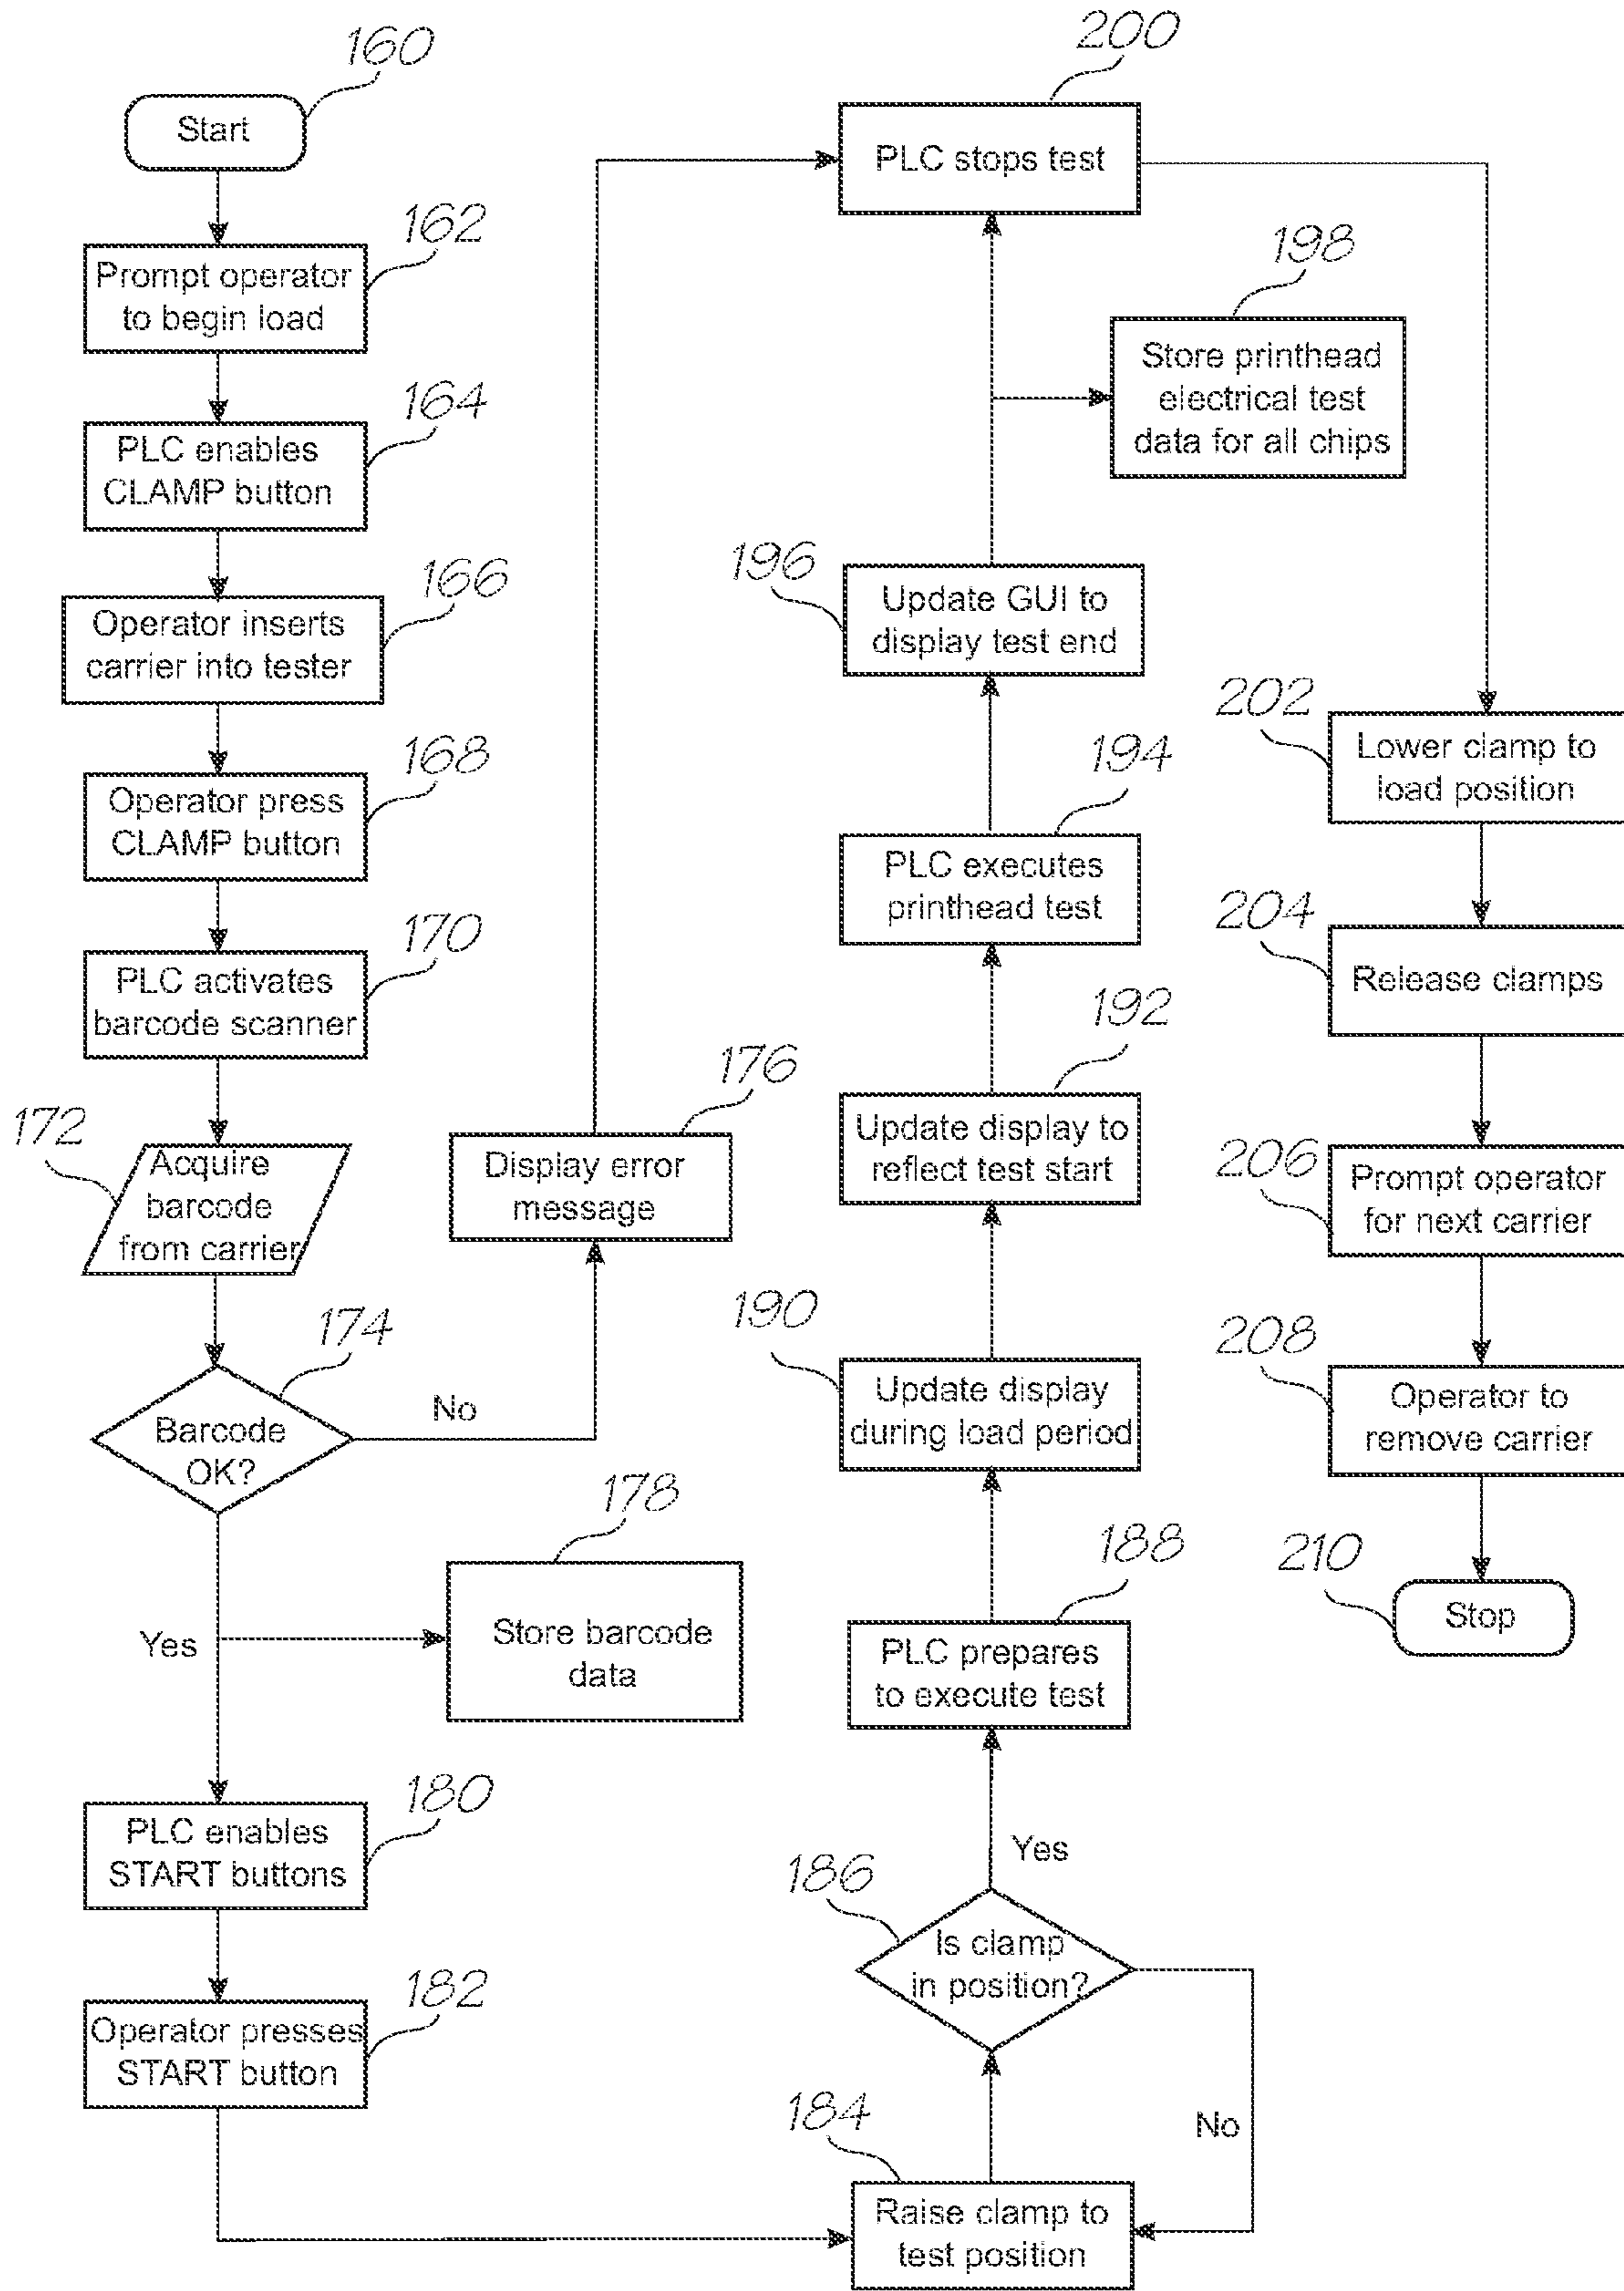 160
Start
162
Prompt operator
to begin load
164
PLC enables
CLAMP button
166
Operator inserts
carrier into tester
168
Operator press
CLAMP button
170
PLC activates
barcode scanner
172
Acquire
barcode
from carrier
174
Barcode
OK?
No
176
Display error
message
Yes
178
Store barcode
data
180
PLC enables
START buttons
182
Operator presses
START button
184
Raise clamp to
test position
186
Is clamp
in position?
No
Yes
188
PLC prepares
to execute test
190
Update display
during load period
192
Update display to
reflect test start
194
PLC executes
printhead test
196
Update GUI to
display test end
198
Store printhead
electrical test
data for all chips
200
PLC stops test
202
Lower clamp to
load position
204
Release clamps
206
Prompt operator
for next carrier
208
Operator to
remove carrier
210
Stop